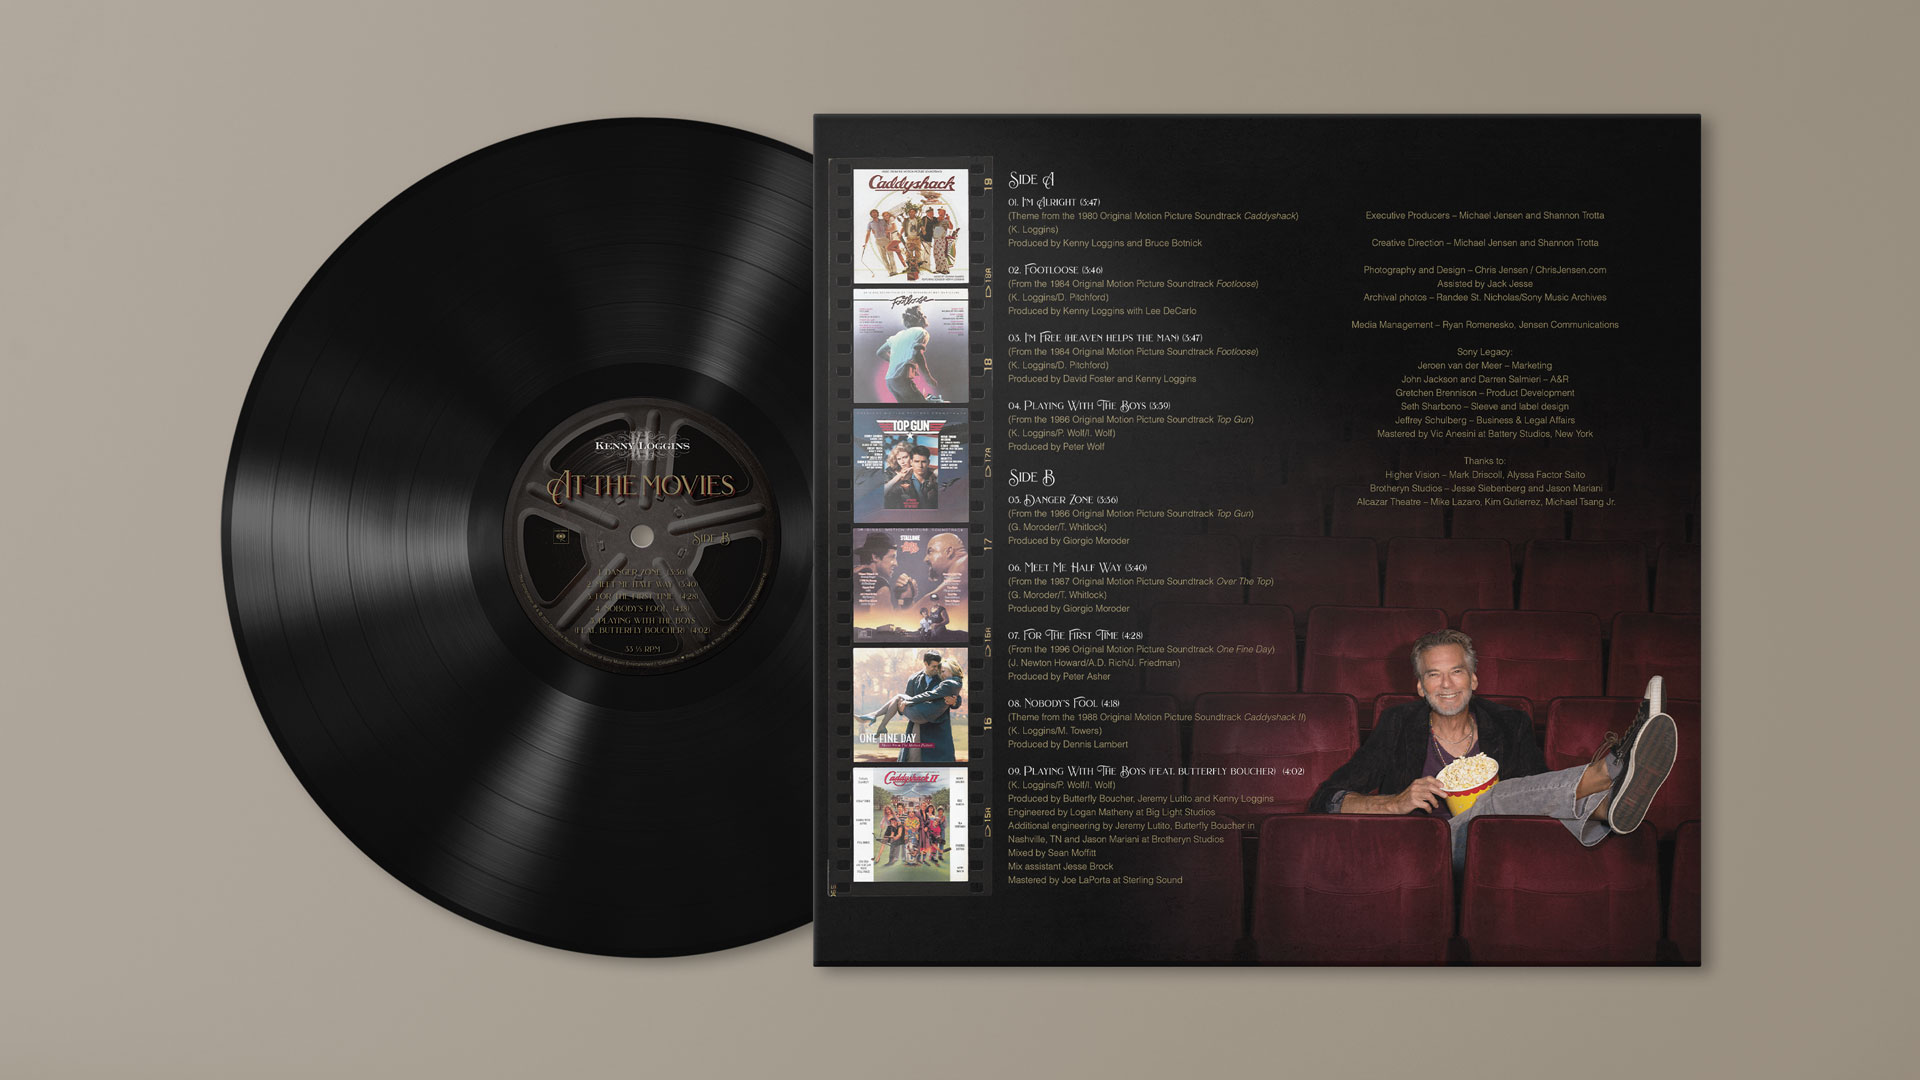 KENNY LOGGINS
AT THE MOVIES
SIDE B
1. DANGER ZONE (3:36)
2. MEET ME HALF WAY (3:40)
3. FOR THE FIRST TIME (4:28)
4. NOBODY'S FOOL (4:18)
5. PLAYING WITH THE BOYS
(FEAT. BUTTERFLY BOUCHER) (4:02)
33 ⅓ RPM
Caddyshack
Footloose
TOP GUN
STALLONE
ONE FINE DAY
Caddyshack II
19
18A
18
17A
17
16A
16
15A
SIDE A
01. I'M ALRIGHT (3:47)
(Theme from the 1980 Original Motion Picture Soundtrack Caddyshack)
(K. Loggins)
Produced by Kenny Loggins and Bruce Botnick
02. FOOTLOOSE (3:46)
(From the 1984 Original Motion Picture Soundtrack Footloose)
(K. Loggins/D. Pitchford)
Produced by Kenny Loggins with Lee DeCarlo
03. I'M FREE (HEAVEN HELPS THE MAN) (3:47)
(From the 1984 Original Motion Picture Soundtrack Footloose)
(K. Loggins/D. Pitchford)
Produced by David Foster and Kenny Loggins
04. PLAYING WITH THE BOYS (3:59)
(From the 1986 Original Motion Picture Soundtrack Top Gun)
(K. Loggins/P. Wolf/I. Wolf)
Produced by Peter Wolf
SIDE B
05. DANGER ZONE (3:36)
(From the 1986 Original Motion Picture Soundtrack Top Gun)
(G. Moroder/T. Whitlock)
Produced by Giorgio Moroder
06. MEET ME HALF WAY (3:40)
(From the 1987 Original Motion Picture Soundtrack Over The Top)
(G. Moroder/T. Whitlock)
Produced by Giorgio Moroder
07. FOR THE FIRST TIME (4:28)
(From the 1996 Original Motion Picture Soundtrack One Fine Day)
(J. Newton Howard/A.D. Rich/J. Friedman)
Produced by Peter Asher
08. NOBODY'S FOOL (4:18)
(Theme from the 1988 Original Motion Picture Soundtrack Caddyshack II)
(K. Loggins/M. Towers)
Produced by Dennis Lambert
09. PLAYING WITH THE BOYS (FEAT. BUTTERFLY BOUCHER) (4:02)
(K. Loggins/P. Wolf/I. Wolf)
Produced by Butterfly Boucher, Jeremy Lutito and Kenny Loggins
Engineered by Logan Matheny at Big Light Studios
Additional engineering by Jeremy Lutito, Butterfly Boucher in
Nashville, TN and Jason Mariani at Brotheryn Studios
Mixed by Sean Moffitt
Mix assistant Jesse Brock
Mastered by Joe LaPorta at Sterling Sound
Executive Producers – Michael Jensen and Shannon Trotta
Creative Direction – Michael Jensen and Shannon Trotta
Photography and Design – Chris Jensen / ChrisJensen.com
Assisted by Jack Jesse
Archival photos – Randee St. Nicholas/Sony Music Archives
Media Management – Ryan Romenesko, Jensen Communications
Sony Legacy:
Jeroen van der Meer – Marketing
John Jackson and Darren Salmieri – A&R
Gretchen Brennison – Product Development
Seth Sharbono – Sleeve and label design
Jeffrey Schulberg – Business & Legal Affairs
Mastered by Vic Anesini at Battery Studios, New York
Thanks to:
Higher Vision – Mark Driscoll, Alyssa Factor Saito
Brotheryn Studios – Jesse Siebenberg and Jason Mariani
Alcazar Theatre – Mike Lazaro, Kim Gutierrez, Michael Tsang Jr.